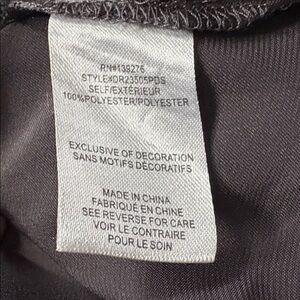 RN#139276
STYLE#DR23505PDS
SELF/EXTÉRIEUR
100%POLYESTER/POLYESTER
EXCLUSIVE OF DECORATION
SANS MOTIFS DÉCORATIFS
MADE IN CHINA
FABRIQUÉ EN CHINE
SEE REVERSE FOR CARE
VOIR LE CONTRAIRE
POUR LE SOIN